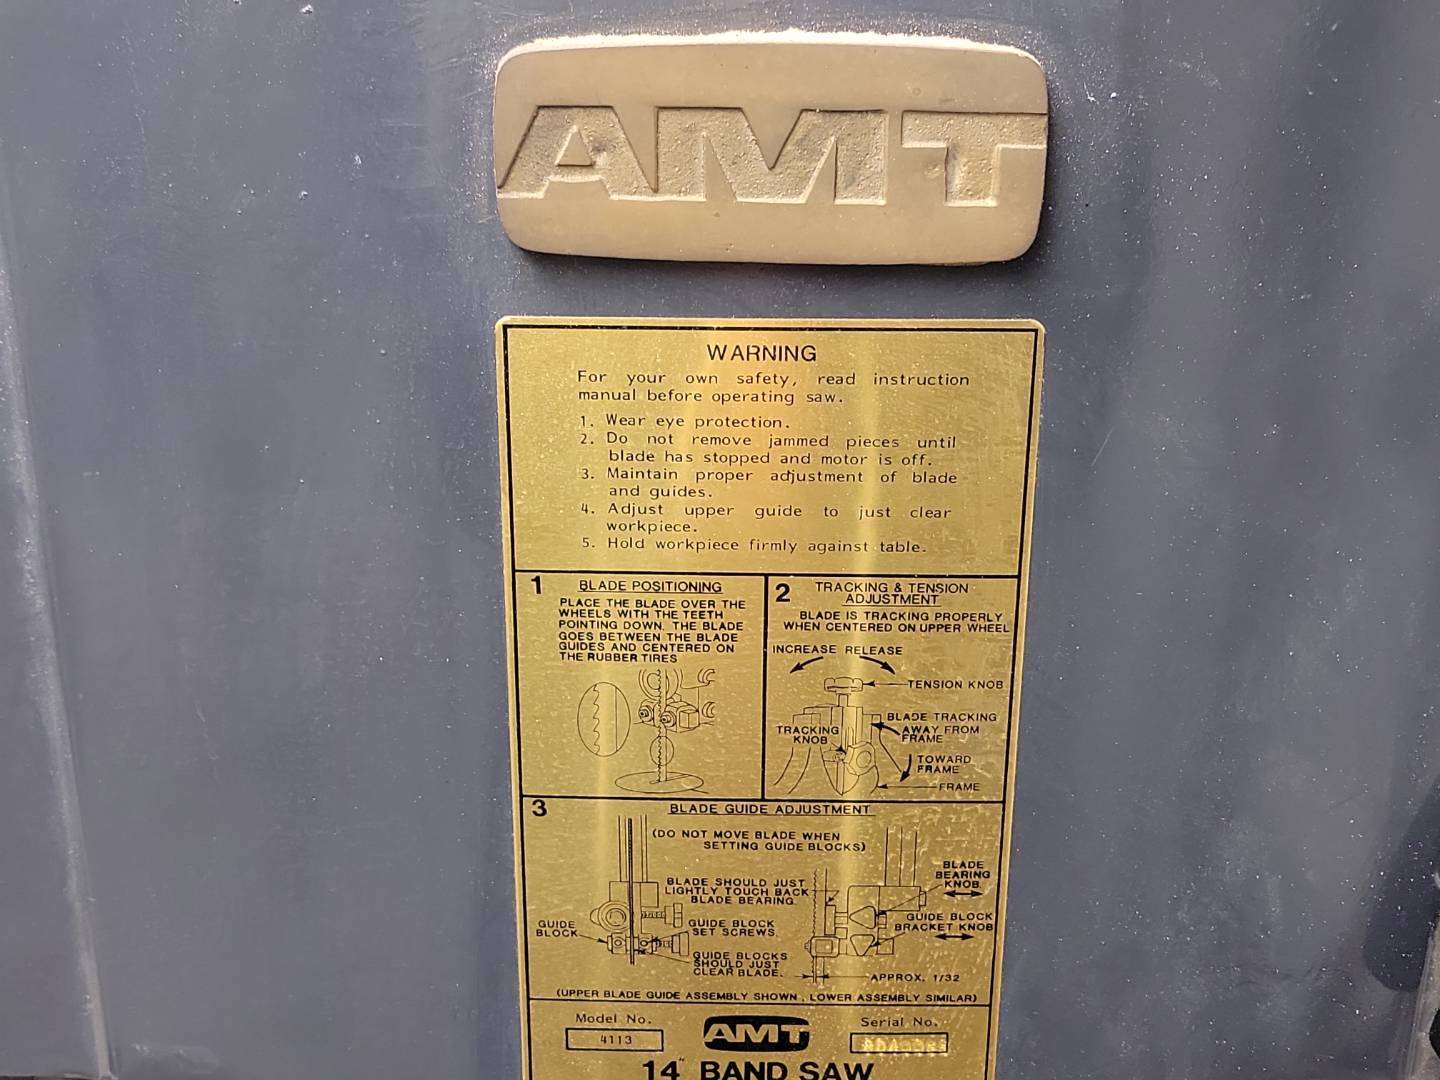 AMT
WARNING
For your own safety, read instruction
manual before operating saw.
1. Wear eye protection.
2. Do not remove jammed pieces until
blade has stopped and motor is off.
3. Maintain proper adjustment of blade
and guides.
4. Adjust upper guide to just clear
workpiece.
5. Hold workpiece firmly against table.
1 BLADE POSITIONING
PLACE THE BLADE OVER THE
WHEELS WITH THE TEETH
POINTING DOWN. THE BLADE
GOES BETWEEN THE BLADE
GUIDES AND CENTERED ON
THE RUBBER TIRES
2 TRACKING & TENSION
ADJUSTMENT
BLADE IS TRACKING PROPERLY
WHEN CENTERED ON UPPER WHEEL
INCREASE RELEASE
TENSION KNOB
BLADE TRACKING
AWAY FROM
FRAME
TRACKING
KNOB
TOWARD
FRAME
FRAME
3 BLADE GUIDE ADJUSTMENT
(DO NOT MOVE BLADE WHEN
SETTING GUIDE BLOCKS)
BLADE SHOULD JUST
LIGHTLY TOUCH BACK
BLADE BEARING.
BLADE
BEARING
KNOB
GUIDE
BLOCK
GUIDE BLOCK
SET SCREWS
GUIDE BLOCK
BRACKET KNOB
GUIDE BLOCKS
SHOULD JUST
CLEAR BLADE.
APPROX. 1/32
(UPPER BLADE GUIDE ASSEMBLY SHOWN, LOWER ASSEMBLY SIMILAR)
Model No.
4113
AMT
Serial No.
14" BAND SAW